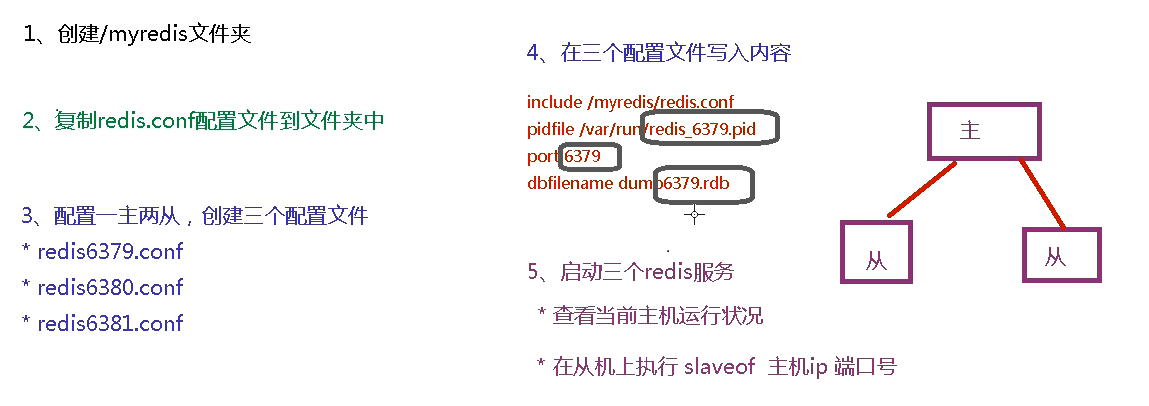 1、创建/myredis文件夹
2、复制redis.conf配置文件到文件夹中
3、配置一主两从，创建三个配置文件
* redis6379.conf
* redis6380.conf
* redis6381.conf
4、在三个配置文件写入内容
include /myredis/redis.conf
pidfile /var/run/redis_6379.pid
port 6379
dbfilename dump6379.rdb
5、启动三个redis服务
* 查看当前主机运行状况
* 在从机上执行 slaveof 主机ip 端口号
主
从
从